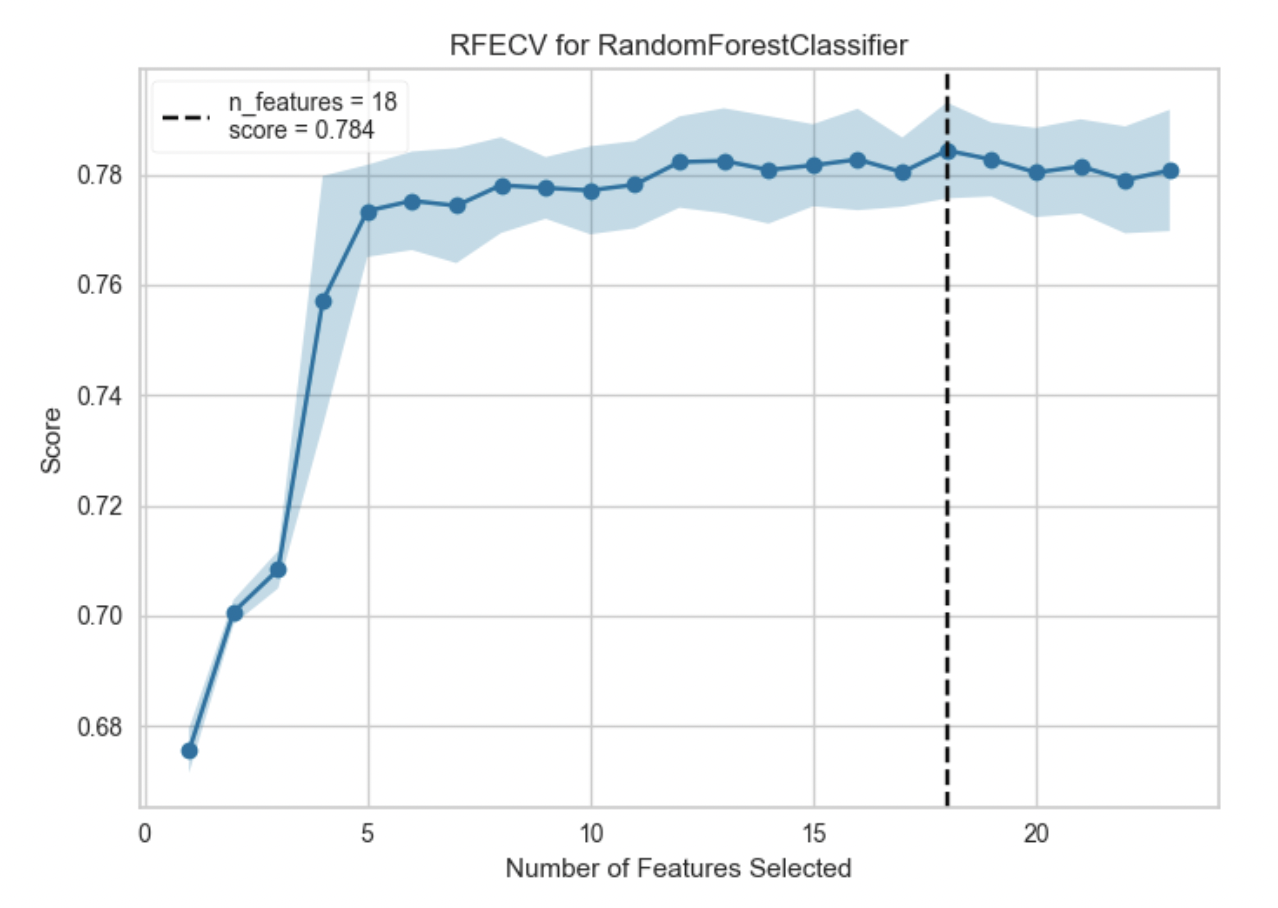 RFECV for RandomForestClassifier
n_features = 18
score = 0.784
0.78
0.76
0.74
0.72
0.70
0.68
Score
0 5 10 15 20
Number of Features Selected